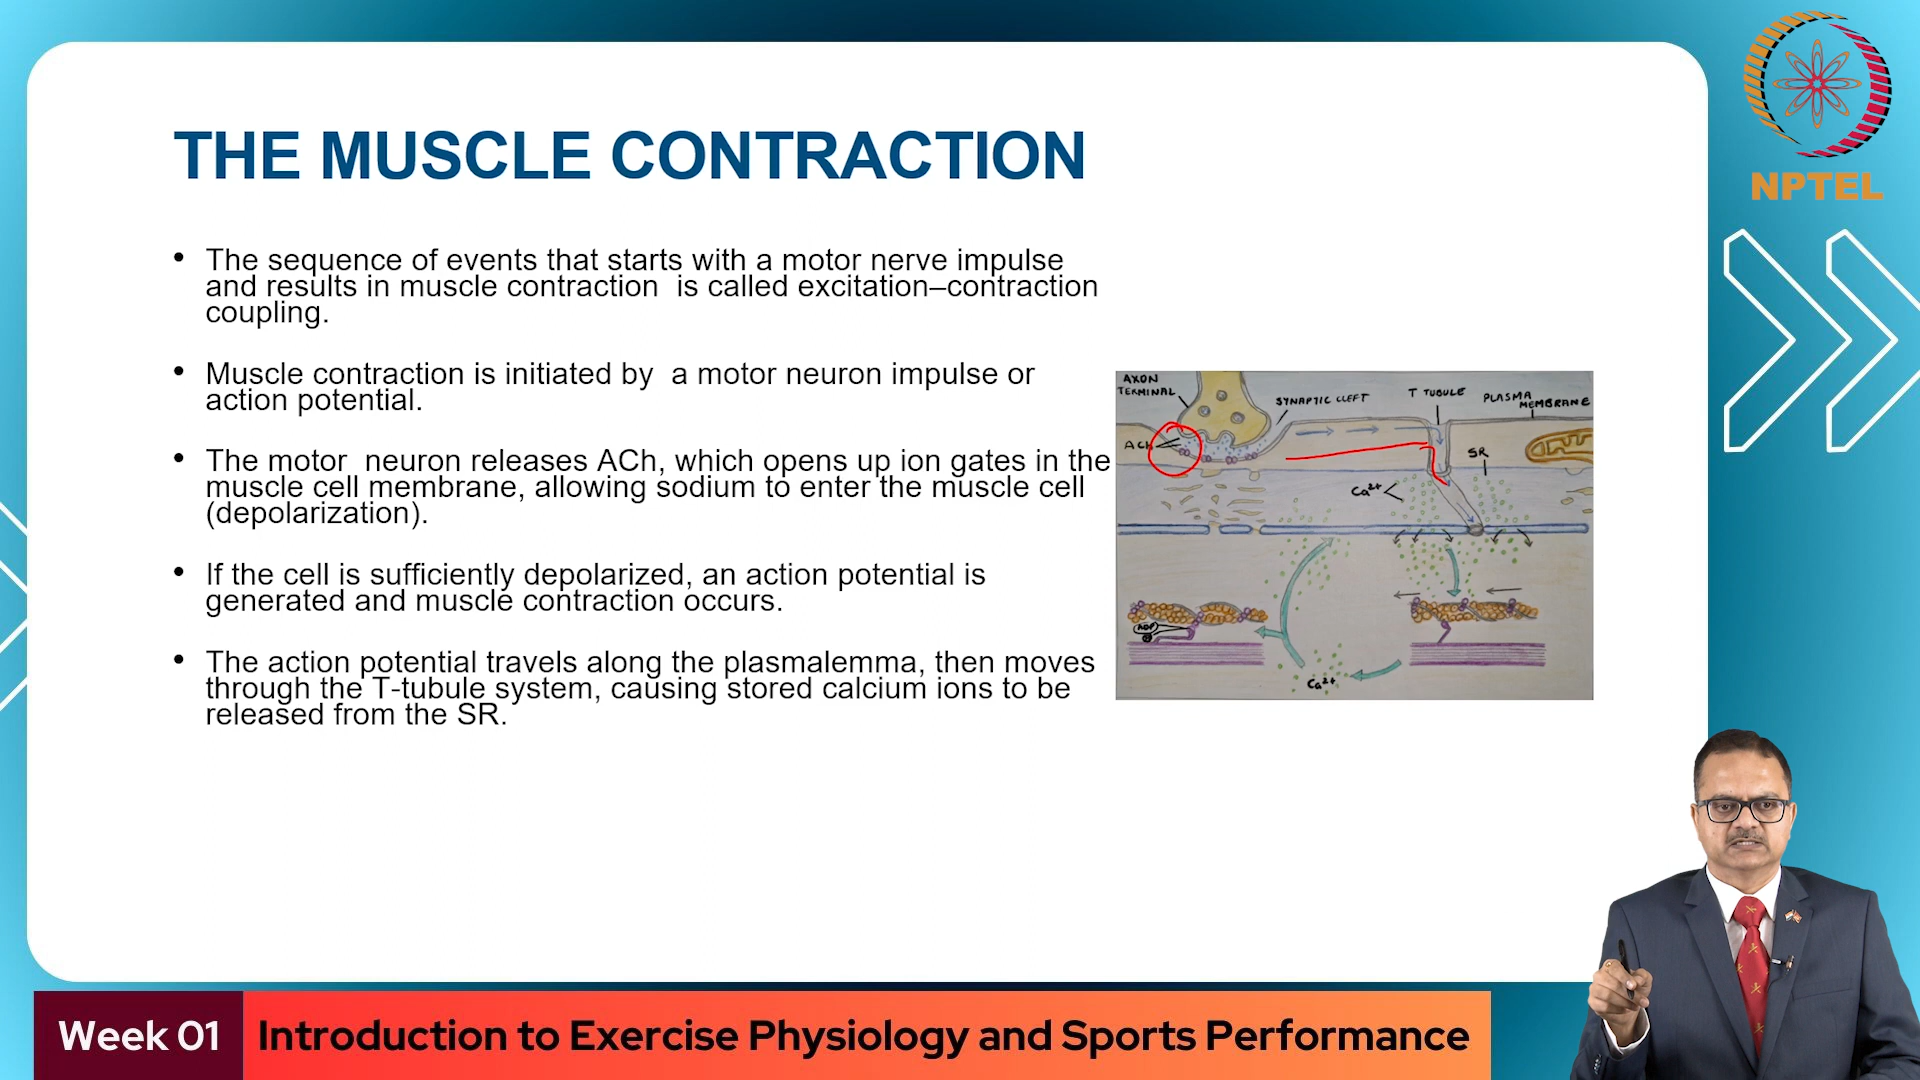 NPTEL
THE MUSCLE CONTRACTION
• The sequence of events that starts with a motor nerve impulse
and results in muscle contraction is called excitation–contraction
coupling.
• Muscle contraction is initiated by a motor neuron impulse or
action potential.
• The motor neuron releases ACh, which opens up ion gates in the
muscle cell membrane, allowing sodium to enter the muscle cell
(depolarization).
• If the cell is sufficiently depolarized, an action potential is
generated and muscle contraction occurs.
• The action potential travels along the plasmalemma, then moves
through the T-tubule system, causing stored calcium ions to be
released from the SR.
AXON
TERMINAL
SYNAPTIC CLEFT
T TUBULE
PLASMA
MEMBRANE
ACh
SR
Ca²⁺
ADP
Ca²⁺
Week 01
Introduction to Exercise Physiology and Sports Performance